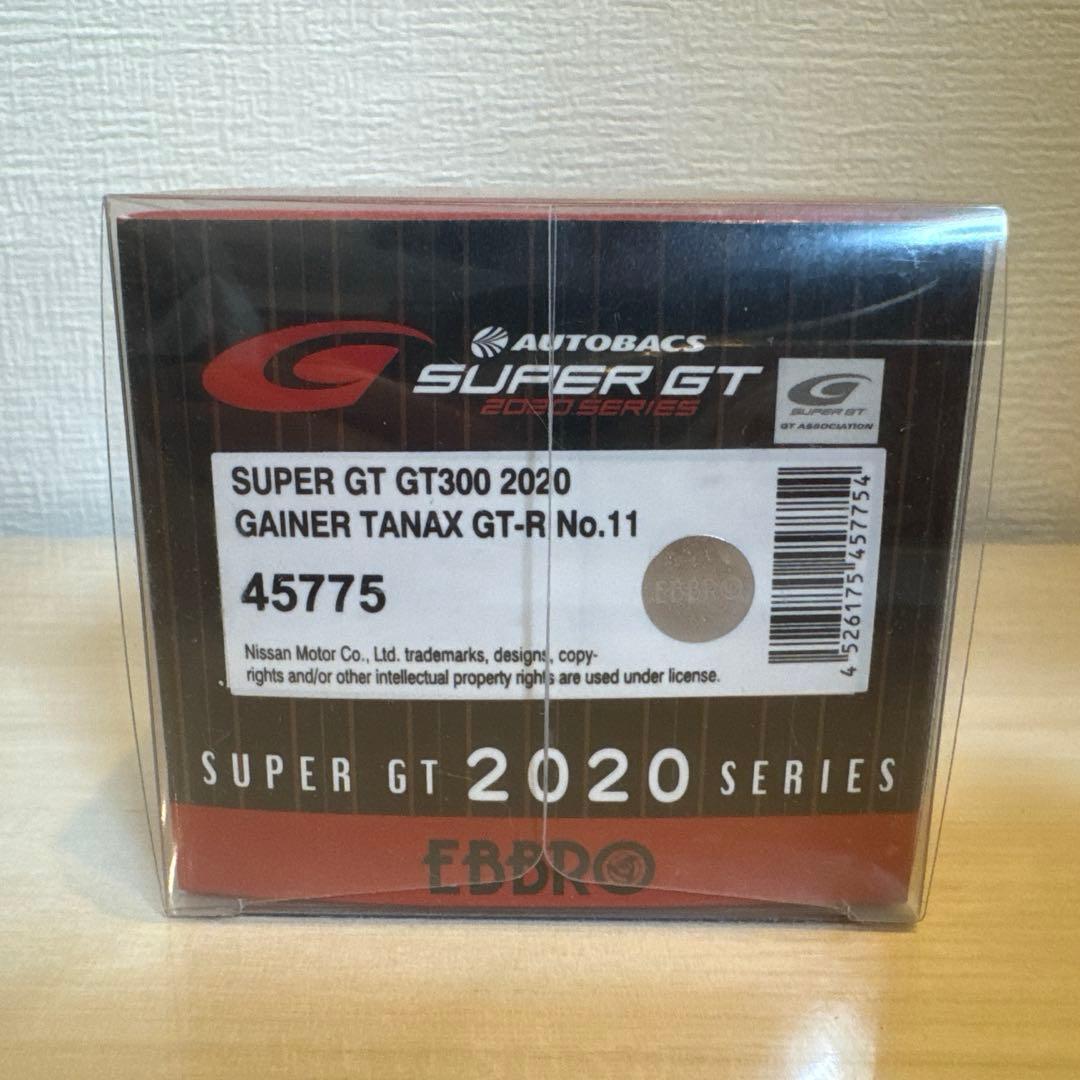 AUTOBACS
SUPER GT
2020 SERIES
SUPER GT
GT ASSOCIATION
SUPER GT GT300 2020
GAINER TANAX GT-R No.11
45775
EBBRO
4 526175 457754
Nissan Motor Co., Ltd. trademarks, designs, copy-
rights and/or other intellectual property rights are used under license.
SUPER GT 2020 SERIES
EBBRO